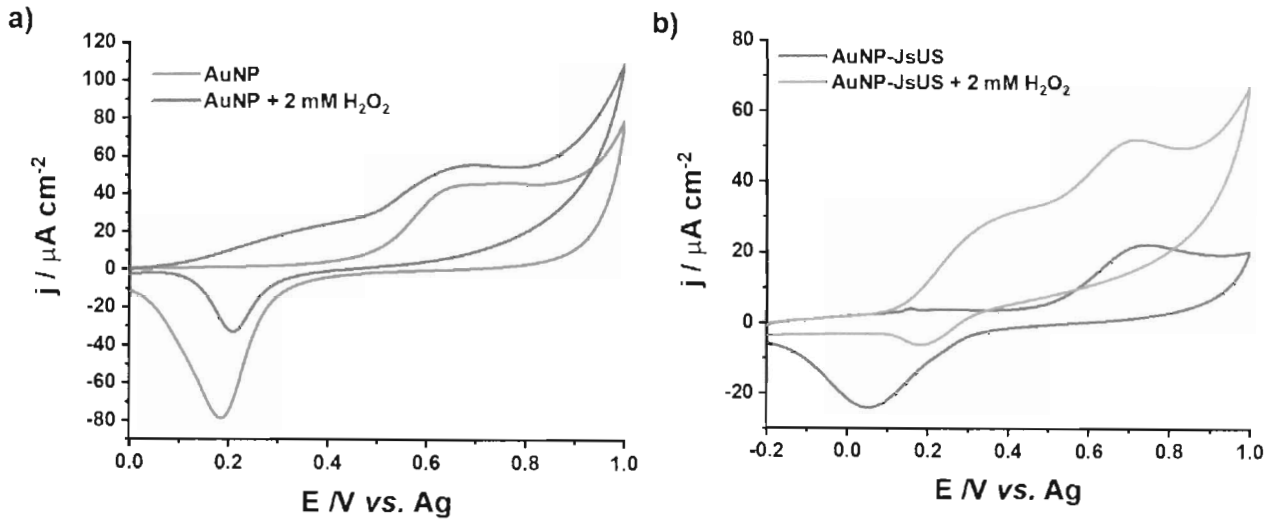 a)
120
100
80
60
40
20
0
-20
-40
-60
-80
AuNP
AuNP + 2 mM H₂O₂
0.0 0.2 0.4 0.6 0.8 1.0
E /V vs. Ag
j / μA cm⁻²
b)
80
60
40
20
0
-20
AuNP-JsUS
AuNP-JsUS + 2 mM H₂O₂
-0.2 0.0 0.2 0.4 0.6 0.8 1.0
E /V vs. Ag
j / μA cm⁻²